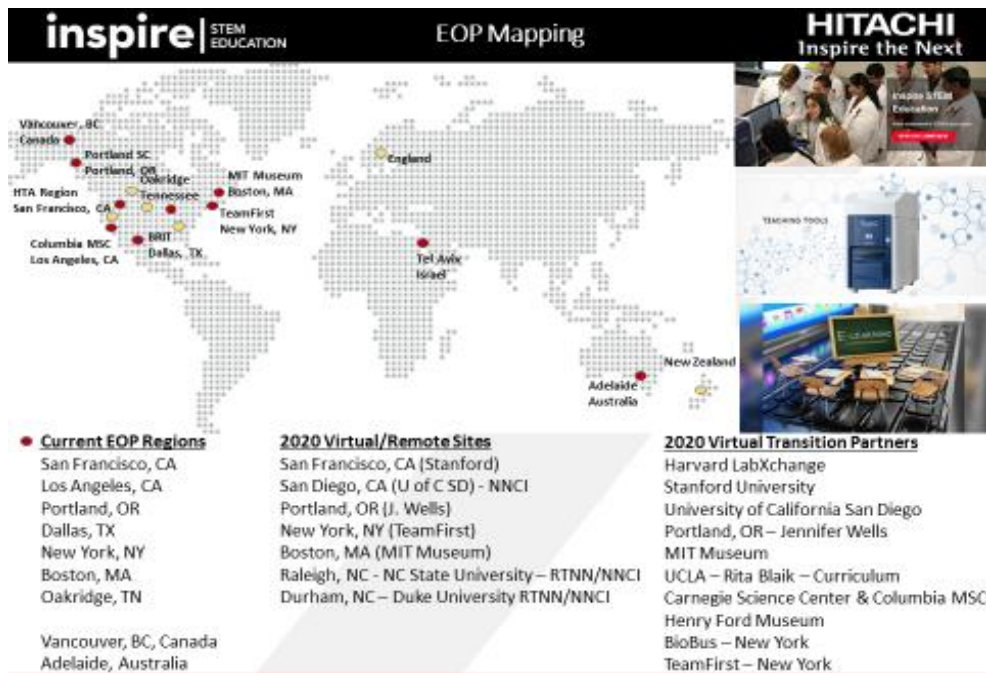 inspire STEM
EDUCATION
EOP Mapping
HITACHI
Inspire the Next
Vancouver, BC
Canada
Portland SC
Portland, OR
Oakridge
Tennessee
MIT Museum
Boston, MA
HTA Region
San Francisco, CA
TeamFirst
New York, NY
Columbia MSC
Los Angeles, CA
BRIT
Dallas, TX
England
Tel Aviv
Israel
New Zealand
Adelaide
Australia
Inspire STEM
Education
TEACHING TOOLS
E-LEARNING
Current EOP Regions
San Francisco, CA
Los Angeles, CA
Portland, OR
Dallas, TX
New York, NY
Boston, MA
Oakridge, TN
Vancouver, BC, Canada
Adelaide, Australia
2020 Virtual/Remote Sites
San Francisco, CA (Stanford)
San Diego, CA (U of C SD) - NNCI
Portland, OR (J. Wells)
New York, NY (TeamFirst)
Boston, MA (MIT Museum)
Raleigh, NC - NC State University – RTNN/NNCI
Durham, NC – Duke University RTNN/NNCI
2020 Virtual Transition Partners
Harvard LabXchange
Stanford University
University of California San Diego
Portland, OR – Jennifer Wells
MIT Museum
UCLA – Rita Blaik – Curriculum
Carnegie Science Center & Columbia MSC
Henry Ford Museum
BioBus – New York
TeamFirst – New York